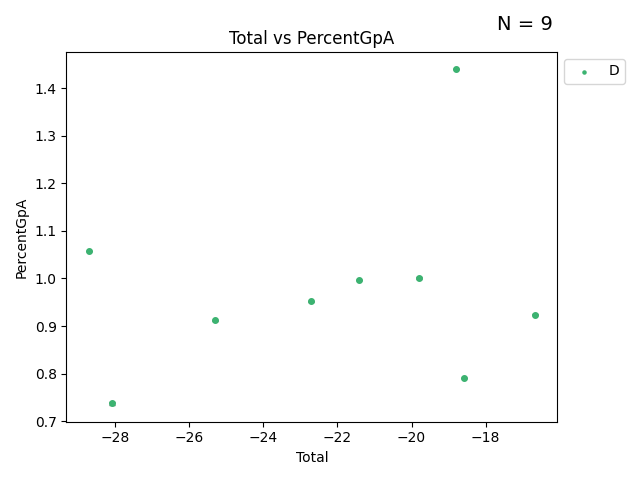 N = 9
Total vs PercentGpA
D
1.4
1.3
1.2
1.1
1.0
0.9
0.8
0.7
PercentGpA
−28 −26 −24 −22 −20 −18
Total